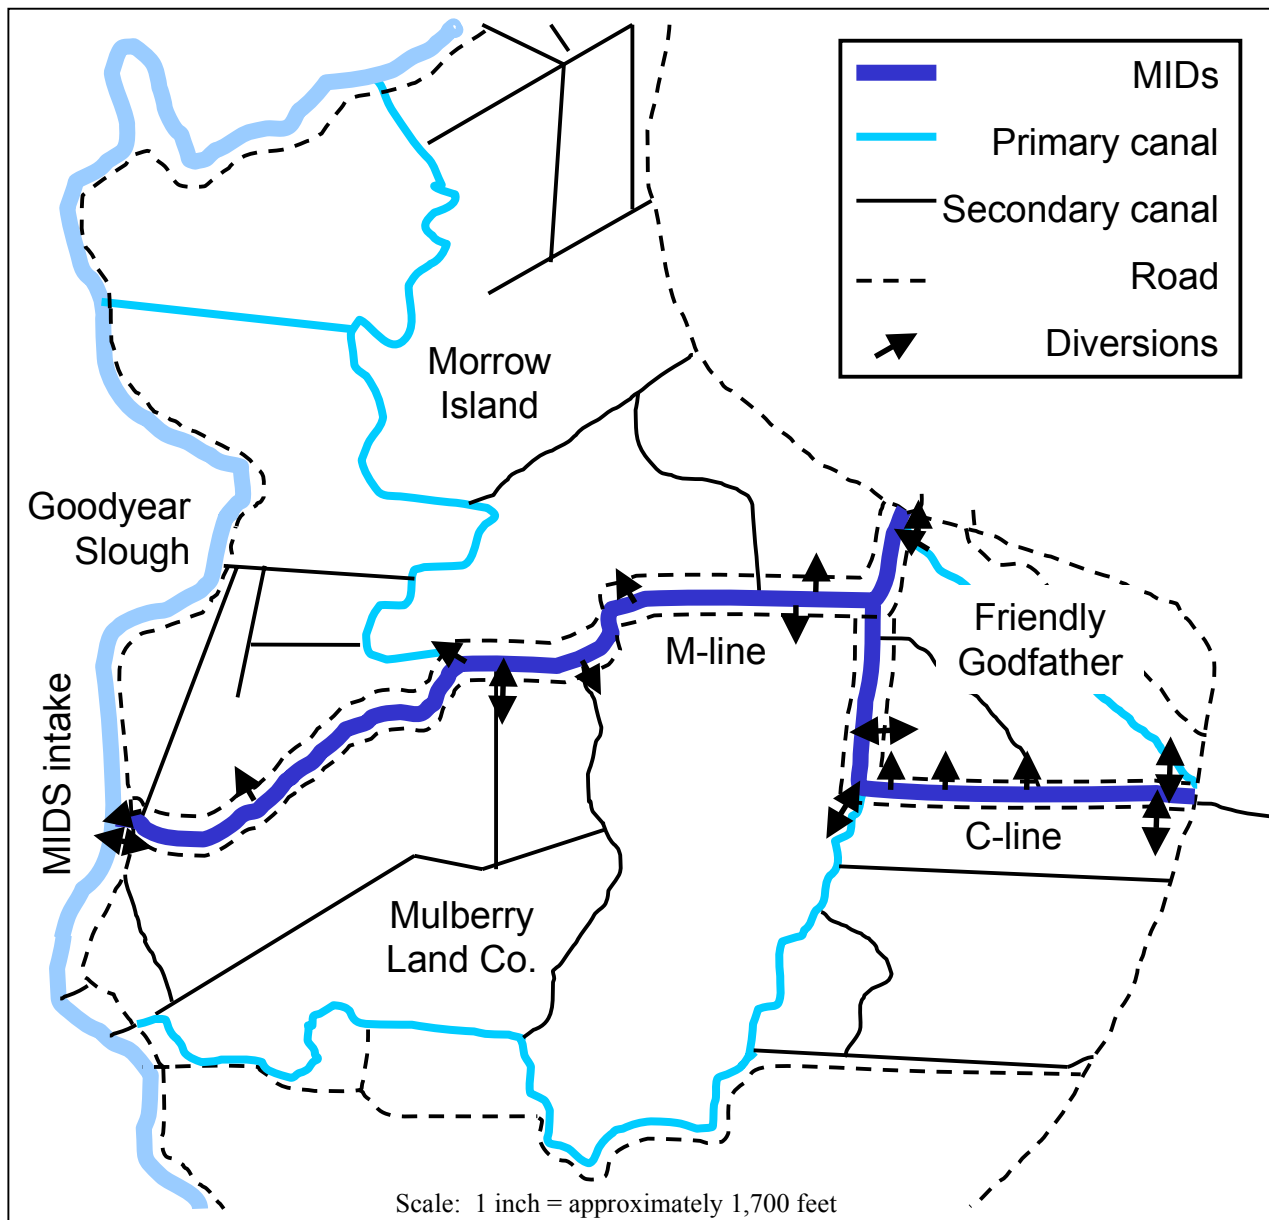 MIDs
Primary canal
Secondary canal
Road
Diversions
Morrow
Island
Goodyear
Slough
MIDS intake
M-line
Friendly
Godfather
C-line
Mulberry
Land Co.
Scale: 1 inch = approximately 1,700 feet